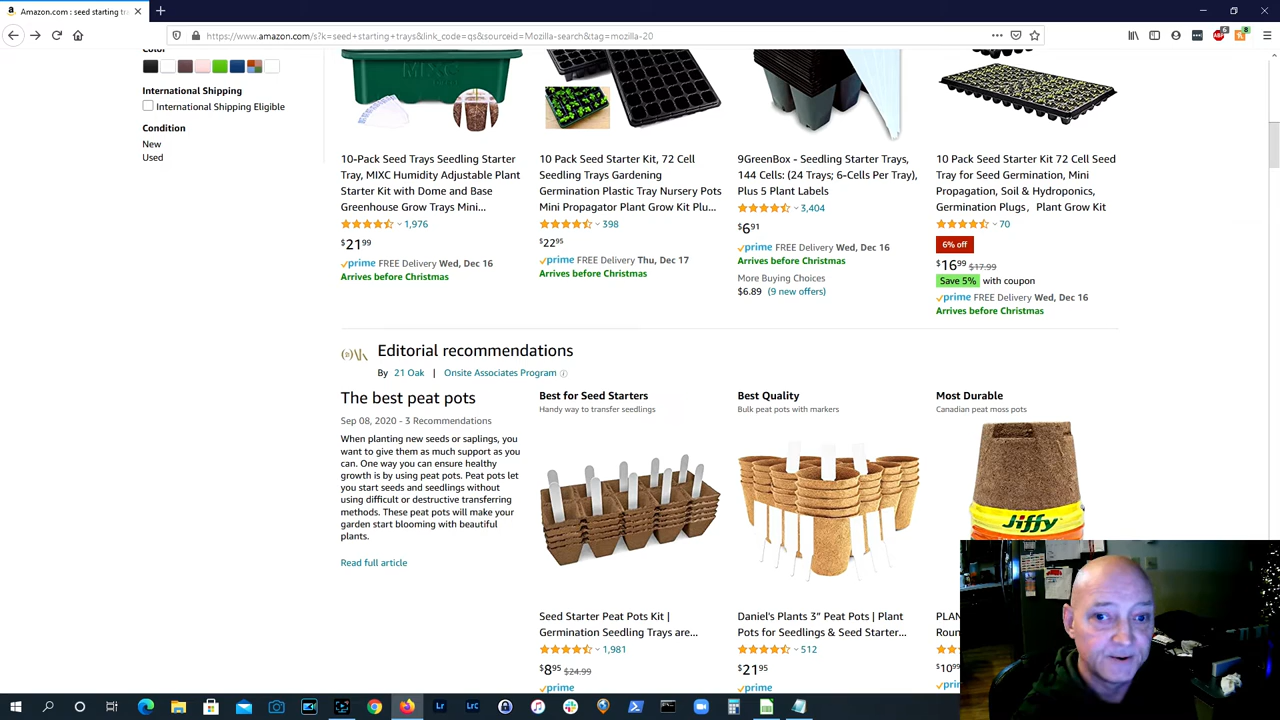 Amazon.com : seed starting tr
https://www.amazon.com/s?k=seed+starting+trays&link_code=qs&sourceid=Mozilla-search&tag=mozilla-20
6
8
Color
International Shipping
International Shipping Eligible
Condition
New
Used
MIXC
10-Pack Seed Trays Seedling Starter
Tray, MIXC Humidity Adjustable Plant
Starter Kit with Dome and Base
Greenhouse Grow Trays Mini...
1,976
$21 99
prime FREE Delivery Wed, Dec 16
Arrives before Christmas
10 Pack Seed Starter Kit, 72 Cell
Seedling Trays Gardening
Germination Plastic Tray Nursery Pots
Mini Propagator Plant Grow Kit Plu...
398
$22 95
prime FREE Delivery Thu, Dec 17
Arrives before Christmas
9GreenBox - Seedling Starter Trays,
144 Cells: (24 Trays; 6-Cells Per Tray),
Plus 5 Plant Labels
3,404
$6 91
prime FREE Delivery Wed, Dec 16
Arrives before Christmas
More Buying Choices
$6.89 (9 new offers)
10 Pack Seed Starter Kit 72 Cell Seed
Tray for Seed Germination, Mini
Propagation, Soil & Hydroponics,
Germination Plugs, Plant Grow Kit
70
6% off
$16 99 $17.99
Save 5% with coupon
prime FREE Delivery Wed, Dec 16
Arrives before Christmas
Editorial recommendations
By 21 Oak | Onsite Associates Program
The best peat pots
Sep 08, 2020 - 3 Recommendations
When planting new seeds or saplings, you
want to give them as much support as you
can. One way you can ensure healthy
growth is by using peat pots. Peat pots let
you start seeds and seedlings without
using difficult or destructive transferring
methods. These peat pots will make your
garden start blooming with beautiful
plants.
Read full article
Best for Seed Starters
Handy way to transfer seedlings
Seed Starter Peat Pots Kit |
Germination Seedling Trays are...
1,981
$8 95 $24.99
prime
Best Quality
Bulk peat pots with markers
Daniel's Plants 3” Peat Pots | Plant
Pots for Seedlings & Seed Starter...
512
$21 95
prime
Most Durable
Canadian peat moss pots
Jiffy
PLAN
Roun
$10 99
pri